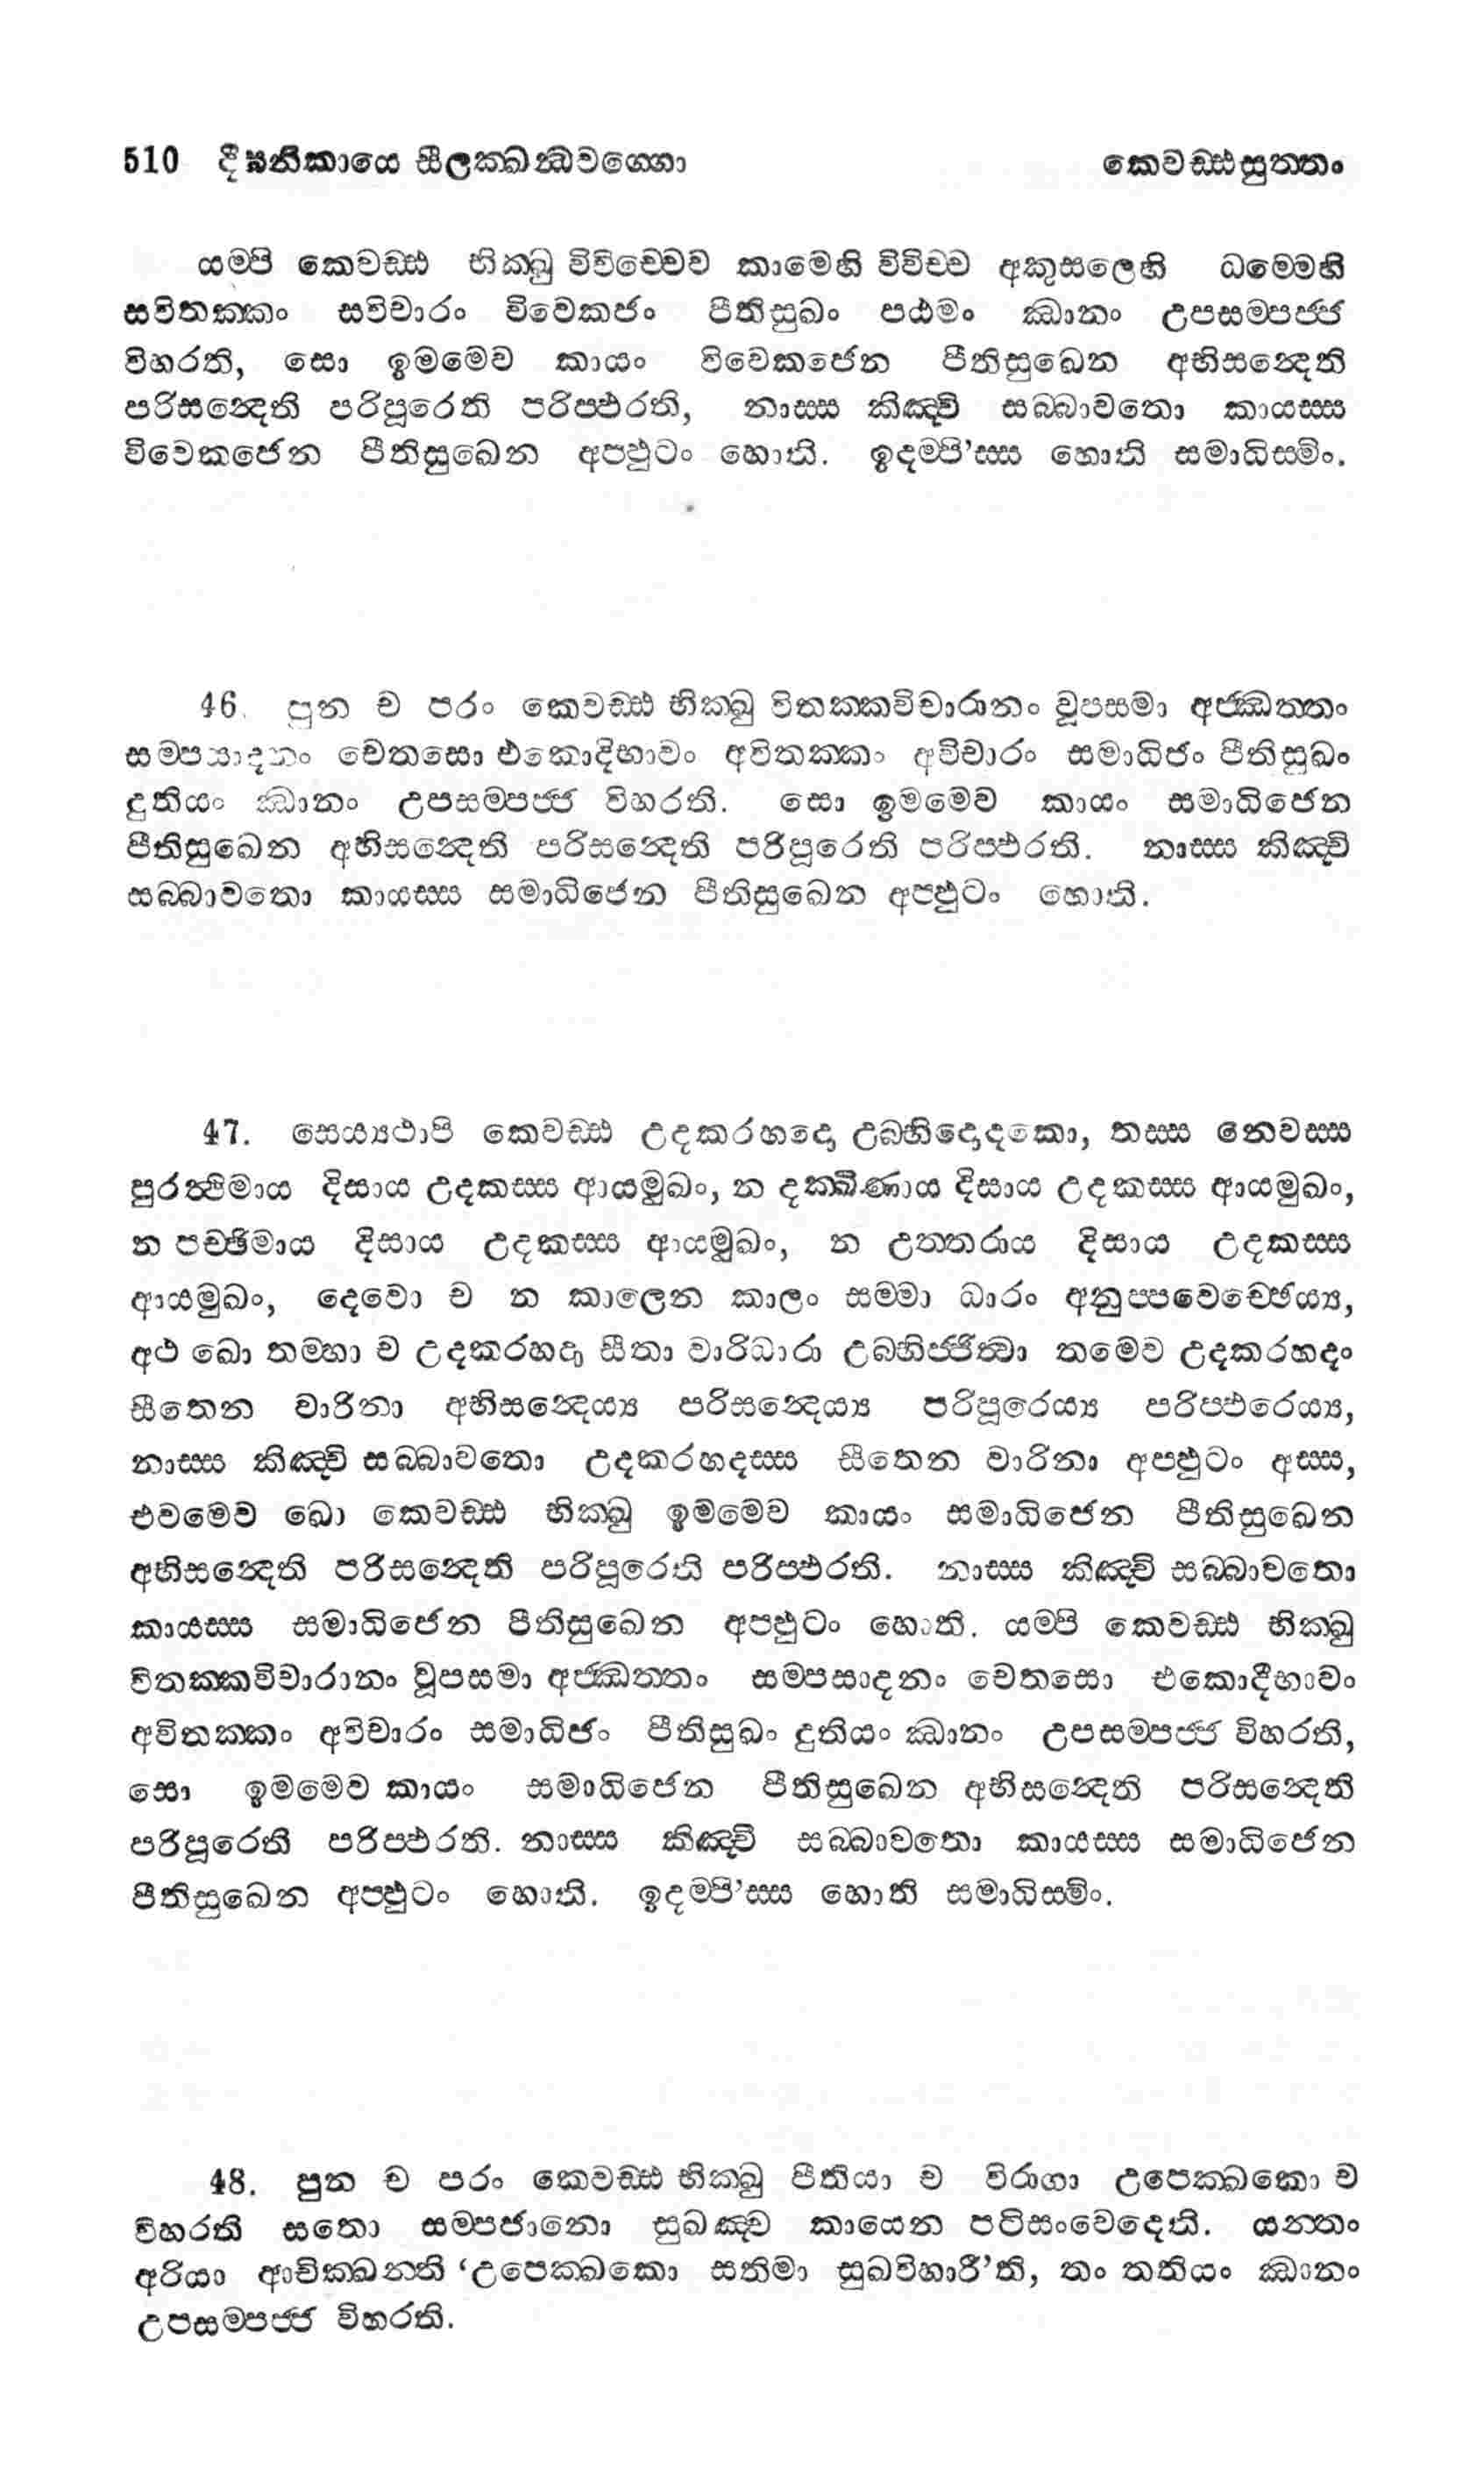 510 දීඝනිකායෙ සීලක්ඛන්ධවග්ගො කෙවඩ්ඪසුත්තං
යම්පි කෙවඩ්ඪ භික්ඛු විවිච්චෙව කාමෙහි විවිච්ච අකුසලෙහි ධම්මෙහි
සවිතක්කං සවිචාරං විවෙකජං පීතිසුඛං පඨමං ඣානං උපසම්පජ්ජ
විහරති, සො ඉමමෙව කායං විවෙකජෙන පීතිසුඛෙන අභිසන්දෙති
පරිසන්දෙති පරිපූරෙති පරිප්ඵරති, නාස්ස කිඤ්චි සබ්බාවතො කායස්ස
විවෙකජෙන පීතිසුඛෙන අප්ඵුටං හොති. ඉදම්පි’ස්ස හොති සමාධිස්මිං.
46. පුන ච පරං කෙවඩ්ඪ භික්ඛු විතක්කවිචාරානං වූපසමා අජ්ඣත්තං
සම්පසාදනං චෙතසො එකොදිභාවං අවිතක්කං අවිචාරං සමාධිජං පීතිසුඛං
දුතියං ඣානං උපසම්පජ්ජ විහරති. සො ඉමමෙව කායං සමාධිජෙන
පීතිසුඛෙන අභිසන්දෙති පරිසන්දෙති පරිපූරෙති පරිප්ඵරති. නාස්ස කිඤ්චි
සබ්බාවතො කායස්ස සමාධිජෙන පීතිසුඛෙන අප්ඵුටං හොති.
47. සෙය්‍යථාපි කෙවඩ්ඪ උදකරහදො උබ්භිදොදකො, තස්ස නෙවස්ස
පුරත්ථිමාය දිසාය උදකස්ස ආයමුඛං, න දක්ඛිණාය දිසාය උදකස්ස ආයමුඛං,
න පච්ඡිමාය දිසාය උදකස්ස ආයමුඛං, න උත්තරාය දිසාය උදකස්ස
ආයමුඛං, දෙවො ච න කාලෙන කාලං සම්මා ධාරං අනුප්පවෙච්ඡෙය්‍ය,
අථ ඛො තම්හා ච උදකරහදා සීතා වාරිධාරා උබ්භිජ්ජිත්වා තමෙව උදකරහදං
සීතෙන වාරිනා අභිසන්දෙය්‍ය පරිසන්දෙය්‍ය පරිපූරෙය්‍ය පරිප්ඵරෙය්‍ය,
නාස්ස කිඤ්චි සබ්බාවතො උදකරහදස්ස සීතෙන වාරිනා අප්ඵුටං අස්ස,
එවමෙව ඛො කෙවඩ්ඪ භික්ඛු ඉමමෙව කායං සමාධිජෙන පීතිසුඛෙන
අභිසන්දෙති පරිසන්දෙති පරිපූරෙති පරිප්ඵරති. නාස්ස කිඤ්චි සබ්බාවතො
කායස්ස සමාධිජෙන පීතිසුඛෙන අප්ඵුටං හොති. යම්පි කෙවඩ්ඪ භික්ඛු
විතක්කවිචාරානං වූපසමා අජ්ඣත්තං සම්පසාදනං චෙතසො එකොදීභාවං
අවිතක්කං අවිචාරං සමාධිජං පීතිසුඛං දුතියං ඣානං උපසම්පජ්ජ විහරති,
සො ඉමමෙව කායං සමාධිජෙන පීතිසුඛෙන අභිසන්දෙති පරිසන්දෙති
පරිපූරෙති පරිප්ඵරති. නාස්ස කිඤ්චි සබ්බාවතො කායස්ස සමාධිජෙන
පීතිසුඛෙන අප්ඵුටං හොති. ඉදම්පි’ස්ස හොති සමාධිස්මිං.
48. පුන ච පරං කෙවඩ්ඪ භික්ඛු පීතියා ච විරාගා උපෙක්ඛකො ච
විහරති සතො සම්පජානො සුඛඤ්ච කායෙන පටිසංවෙදෙති. යන්තං
අරියා ආචික්ඛන්ති ‘උපෙක්ඛකො සතිමා සුඛවිහාරී’ති, තං තතියං ඣානං
උපසම්පජ්ජ විහරති.